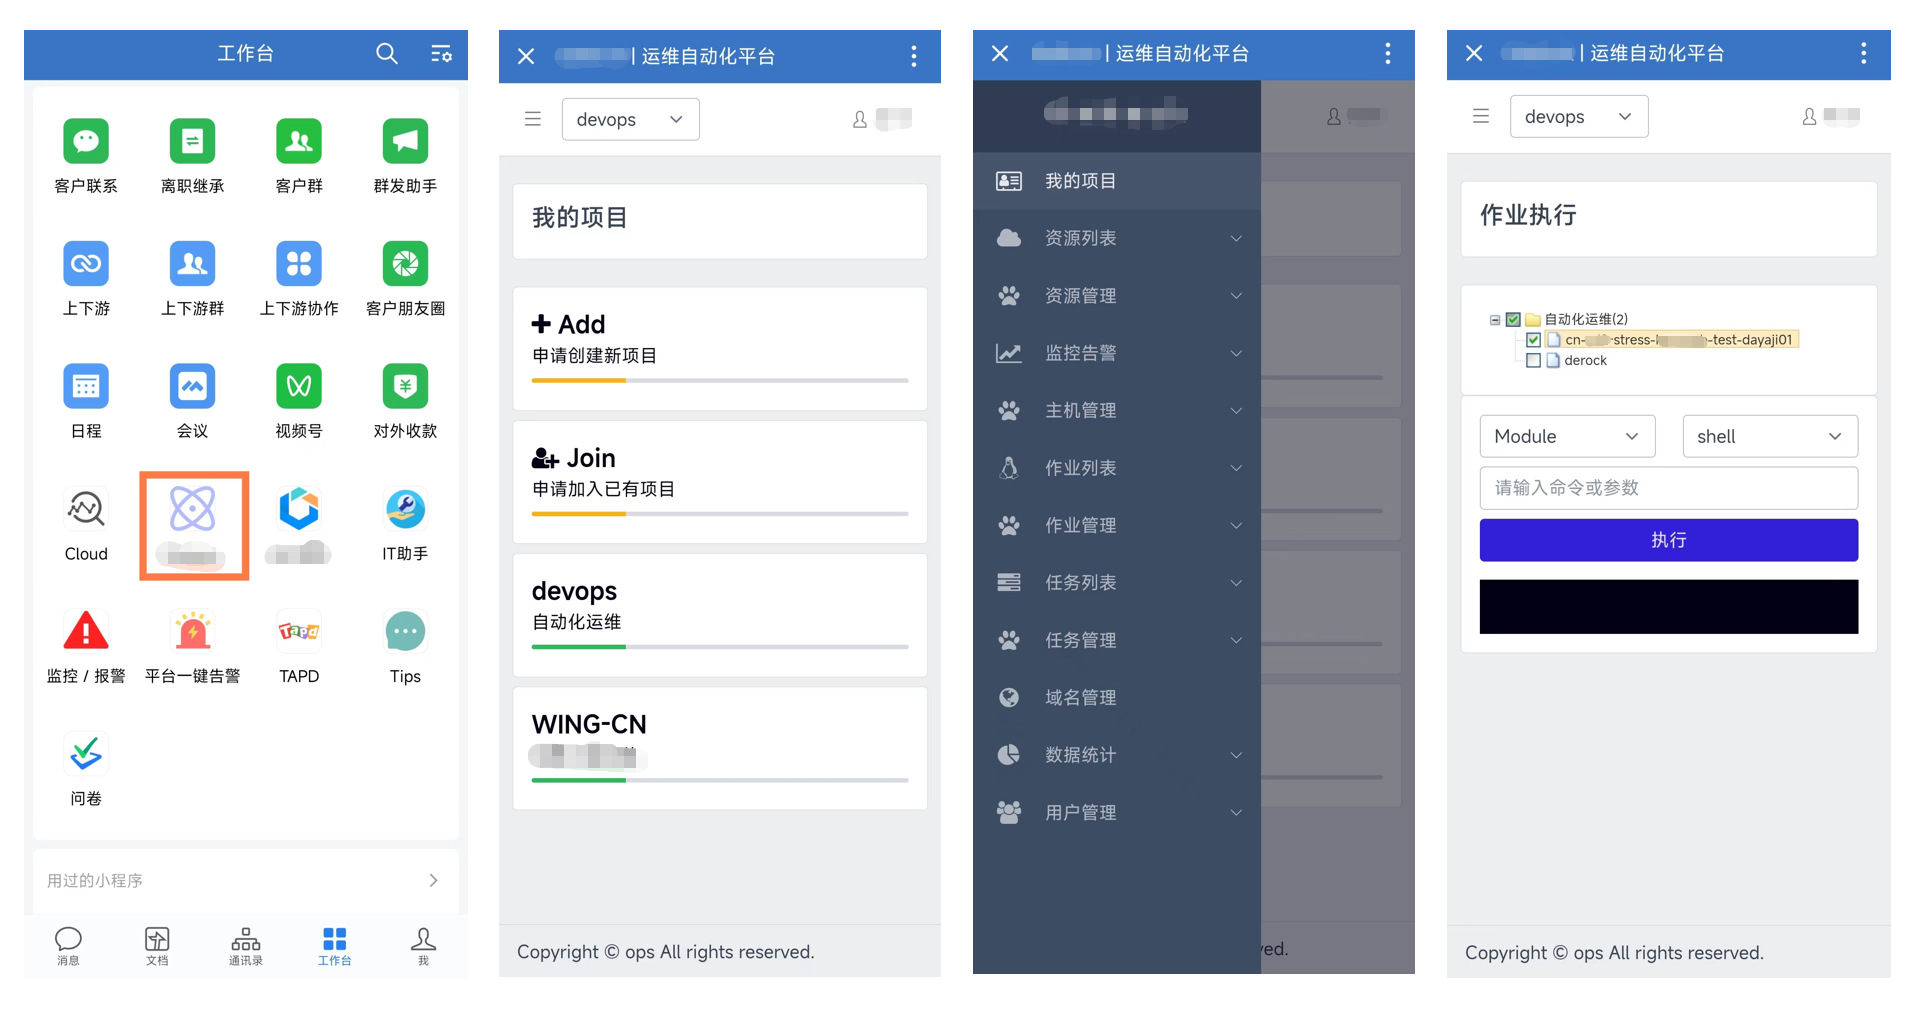 工作台
客户联系
离职继承
客户群
群发助手
上下游
上下游群
上下游协作
客户朋友圈
日程
会议
视频号
对外收款
Cloud
IT助手
监控 / 报警
平台一键告警
TAPD
Tips
问卷
用过的小程序
消息
文档
通讯录
工作台
我
| 运维自动化平台
devops
我的项目
Add
申请创建新项目
Join
申请加入已有项目
devops
自动化运维
WING-CN
Copyright © ops All rights reserved.
| 运维自动化平台
我的项目
资源列表
资源管理
监控告警
主机管理
作业列表
作业管理
任务列表
任务管理
域名管理
数据统计
用户管理
ved.
| 运维自动化平台
devops
作业执行
自动化运维(2)
cn- -stress- -test-dayaji01
derock
Module
shell
请输入命令或参数
执行
Copyright © ops All rights reserved.